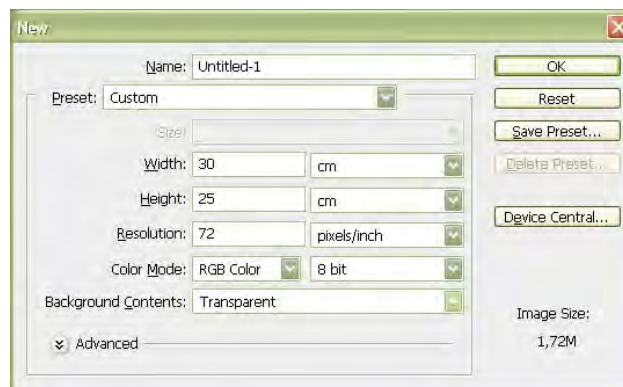 New
Name: Untitled-1
OK
Preset: Custom
Reset
Size:
Save Preset...
Width: 30 cm
Delete Preset...
Height: 25 cm
Device Central...
Resolution: 72 pixels/inch
Color Mode: RGB Color 8 bit
Background Contents: Transparent
Image Size:
Advanced
1,72M